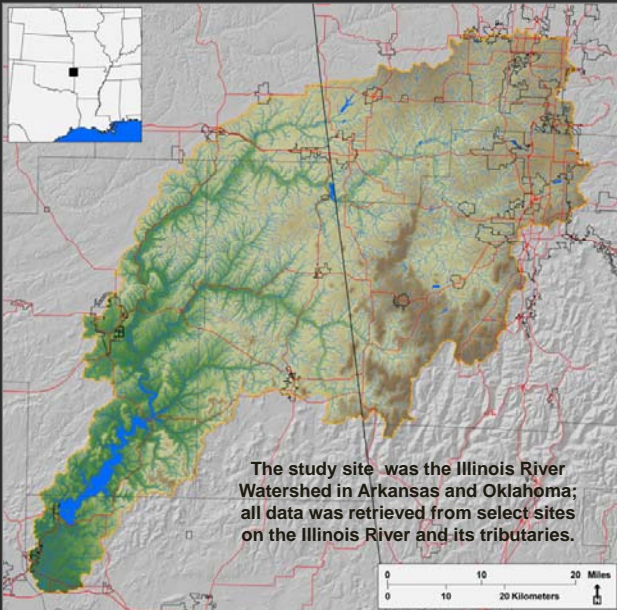 The study site was the Illinois River
Watershed in Arkansas and Oklahoma;
all data was retrieved from select sites
on the Illinois River and its tributaries.
0 10 20 Miles
0 10 20 Kilometers
N